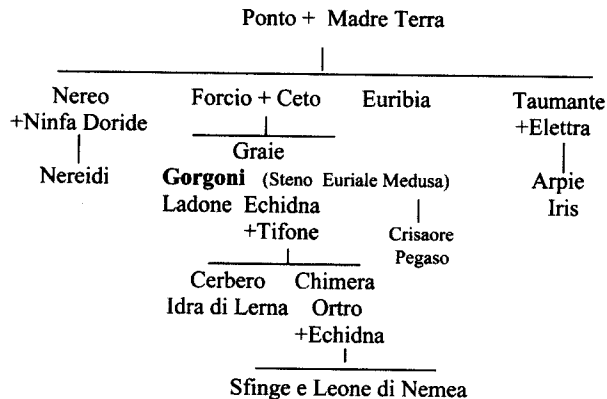 Ponto + Madre Terra
Nereo Forcio + Ceto Euribia Taumante
+Ninfa Doride +Elettra
Graie
Nereidi Gorgoni (Steno Euriale Medusa) Arpie
Ladone Echidna Iris
+Tifone Crisaore
Pegaso
Cerbero Chimera
Idra di Lerna Ortro
+Echidna
Sfinge e Leone di Nemea